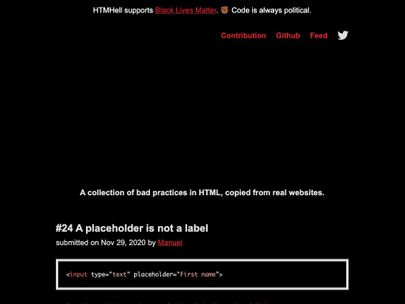 HTMHell supports Black Lives Matter. ✊🏾 Code is always political.
Contribution Github Feed
A collection of bad practices in HTML, copied from real websites.
#24 A placeholder is not a label
submitted on Nov 29, 2020 by Manuel
<input type="text" placeholder="First name">